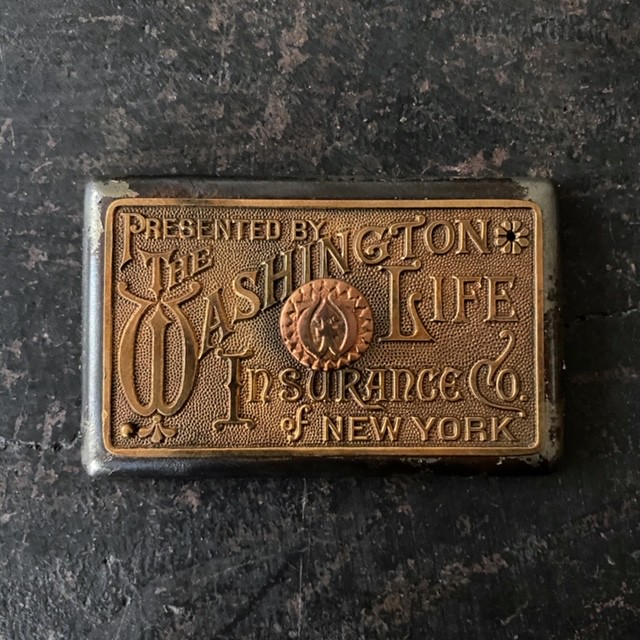 PRESENTED BY
THE
WASHINGTON
LIFE
INSURANCE CO.
of NEW YORK